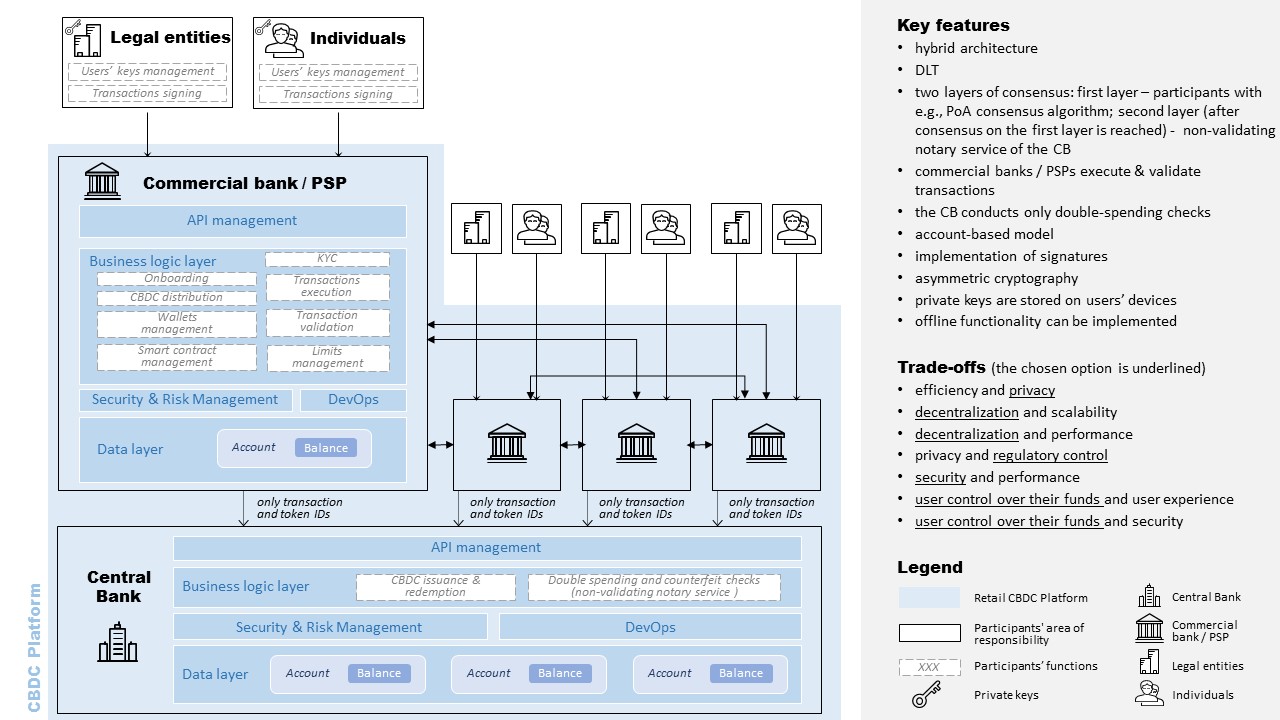 Legal entities
Users’ keys management
Transactions signing
Individuals
Users’ keys management
Transactions signing
Commercial bank / PSP
API management
Business logic layer
KYC
Onboarding
CBDC distribution
Transactions
execution
Wallets
management
Transaction
validation
Smart contract
management
Limits
management
Security & Risk Management
DevOps
Data layer
Account
Balance
only transaction
and token IDs
only transaction
and token IDs
only transaction
and token IDs
only transaction
and token IDs
Central
Bank
API management
Business logic layer
CBDC issuance &
redemption
Double spending and counterfeit checks
(non-validating notary service )
Security & Risk Management
DevOps
Data layer
Account
Balance
Account
Balance
Account
Balance
CBDC Platform
Key features
• hybrid architecture
• DLT
• two layers of consensus: first layer – participants with
e.g., PoA consensus algorithm; second layer (after
consensus on the first layer is reached) - non-validating
notary service of the CB
• commercial banks / PSPs execute & validate
transactions
• the CB conducts only double-spending checks
• account-based model
• implementation of signatures
• asymmetric cryptography
• private keys are stored on users’ devices
• offline functionality can be implemented
Trade-offs (the chosen option is underlined)
• efficiency and privacy
• decentralization and scalability
• decentralization and performance
• privacy and regulatory control
• security and performance
• user control over their funds and user experience
• user control over their funds and security
Legend
Retail CBDC Platform
Central Bank
Participants' area of
responsibility
Commercial
bank / PSP
XXX
Participants’ functions
Legal entities
Private keys
Individuals